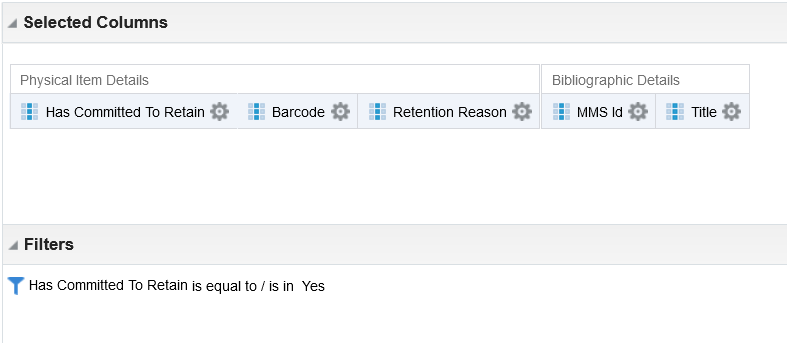 Selected Columns
Physical Item Details Bibliographic Details
Has Committed To Retain Barcode Retention Reason MMS Id Title
Filters
Has Committed To Retain is equal to / is in Yes